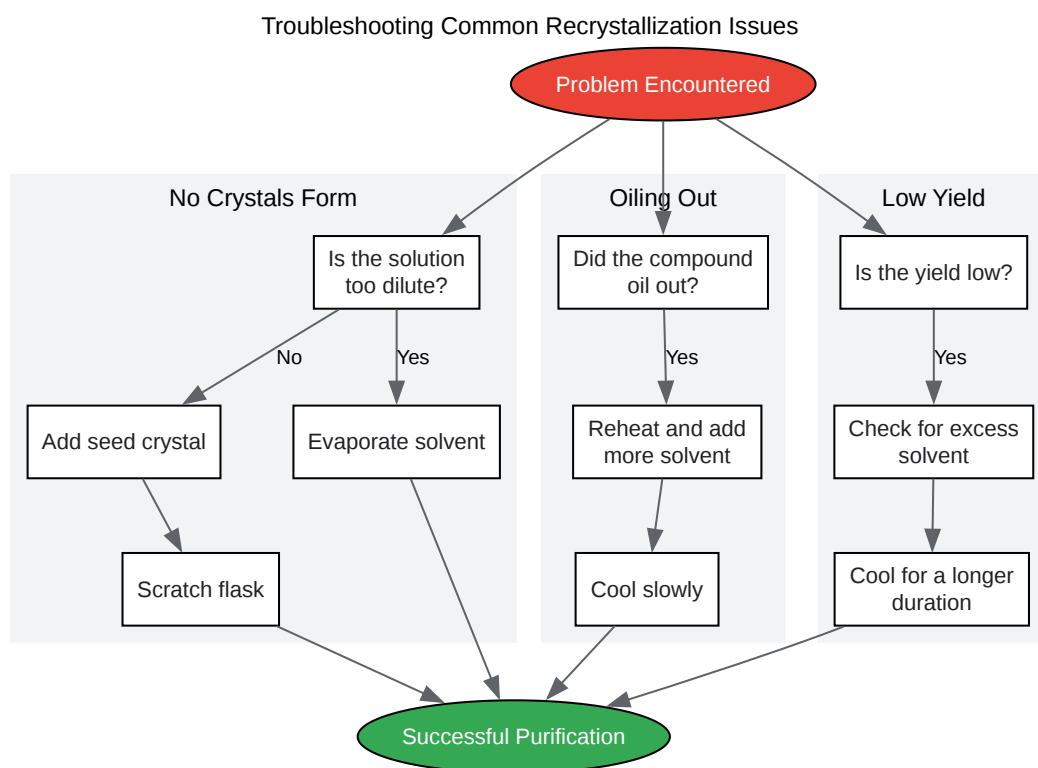 Troubleshooting Common Recrystallization Issues
Problem Encountered
No Crystals Form
Oiling Out
Low Yield
Is the solution
too dilute?
Did the compound
oil out?
Is the yield low?
No
Yes
Yes
Yes
Add seed crystal
Evaporate solvent
Reheat and add
more solvent
Check for excess
solvent
Scratch flask
Cool slowly
Cool for a longer
duration
Successful Purification